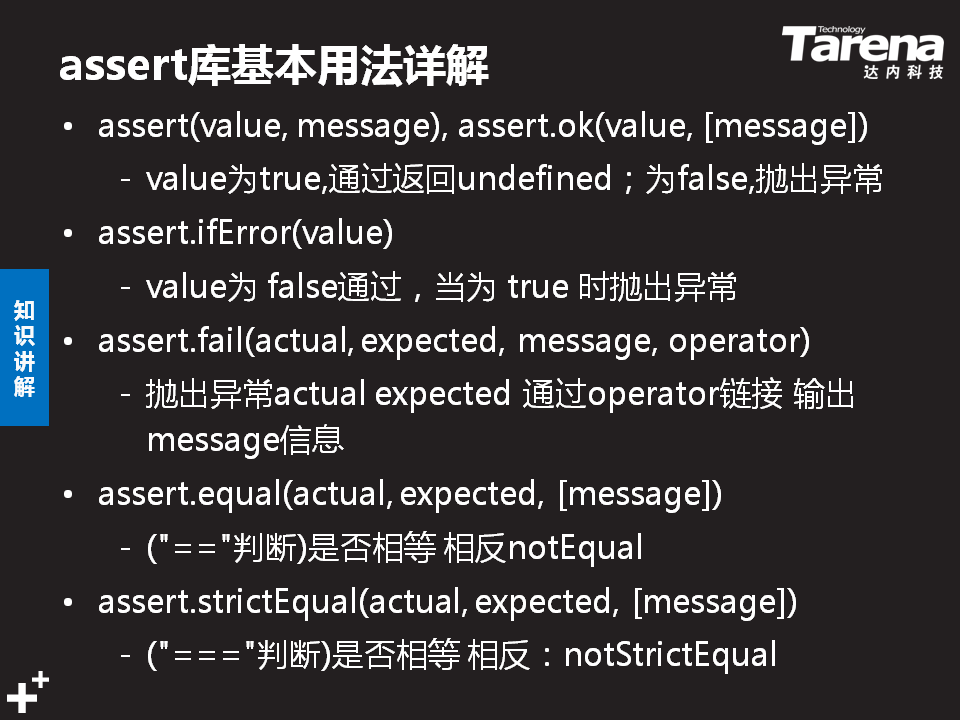 Technology
Tarena
达内科技
assert库基本用法详解
• assert(value, message), assert.ok(value, [message])
- value为true,通过返回undefined；为false,抛出异常
• assert.ifError(value)
- value为 false通过，当为 true 时抛出异常
• assert.fail(actual, expected, message, operator)
- 抛出异常actual expected 通过operator链接 输出
message信息
• assert.equal(actual, expected, [message])
- ("=="判断)是否相等 相反notEqual
• assert.strictEqual(actual, expected, [message])
- ("==="判断)是否相等 相反：notStrictEqual
知
识
讲
解